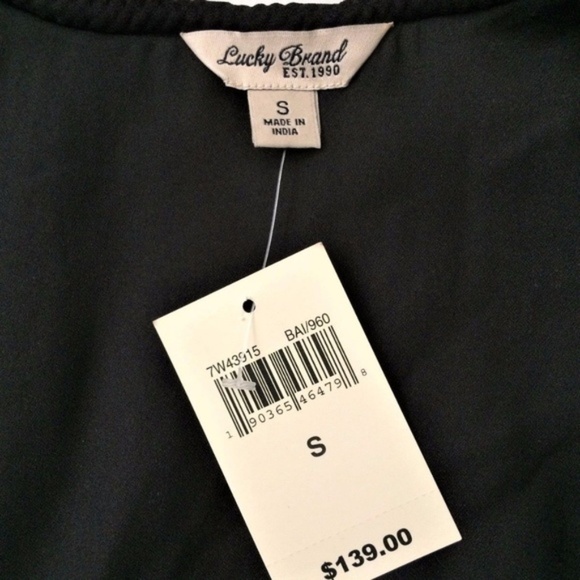 Lucky Brand
EST. 1990
S
MADE IN
INDIA
7W43915 BAI/960
1 90365 46479 8
S
$139.00